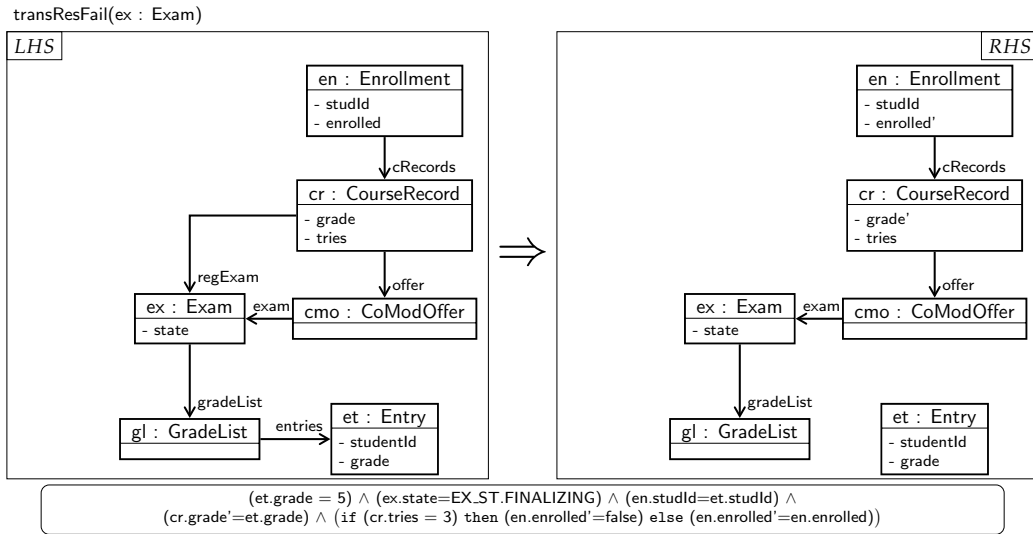 transResFail(ex : Exam)
LHS
en : Enrollment
- studId
- enrolled
cRecords
cr : CourseRecord
- grade
- tries
regExam
offer
ex : Exam
- state
exam
cmo : CoModOffer
gradeList
gl : GradeList
entries
et : Entry
- studentId
- grade
⇒
RHS
en : Enrollment
- studId
- enrolled'
cRecords
cr : CourseRecord
- grade'
- tries
offer
ex : Exam
- state
exam
cmo : CoModOffer
gradeList
gl : GradeList
et : Entry
- studentId
- grade
(et.grade = 5) ∧ (ex.state=EX_ST.FINALIZING) ∧ (en.studId=et.studId) ∧
(cr.grade'=et.grade) ∧ (if (cr.tries = 3) then (en.enrolled'=false) else (en.enrolled'=en.enrolled))